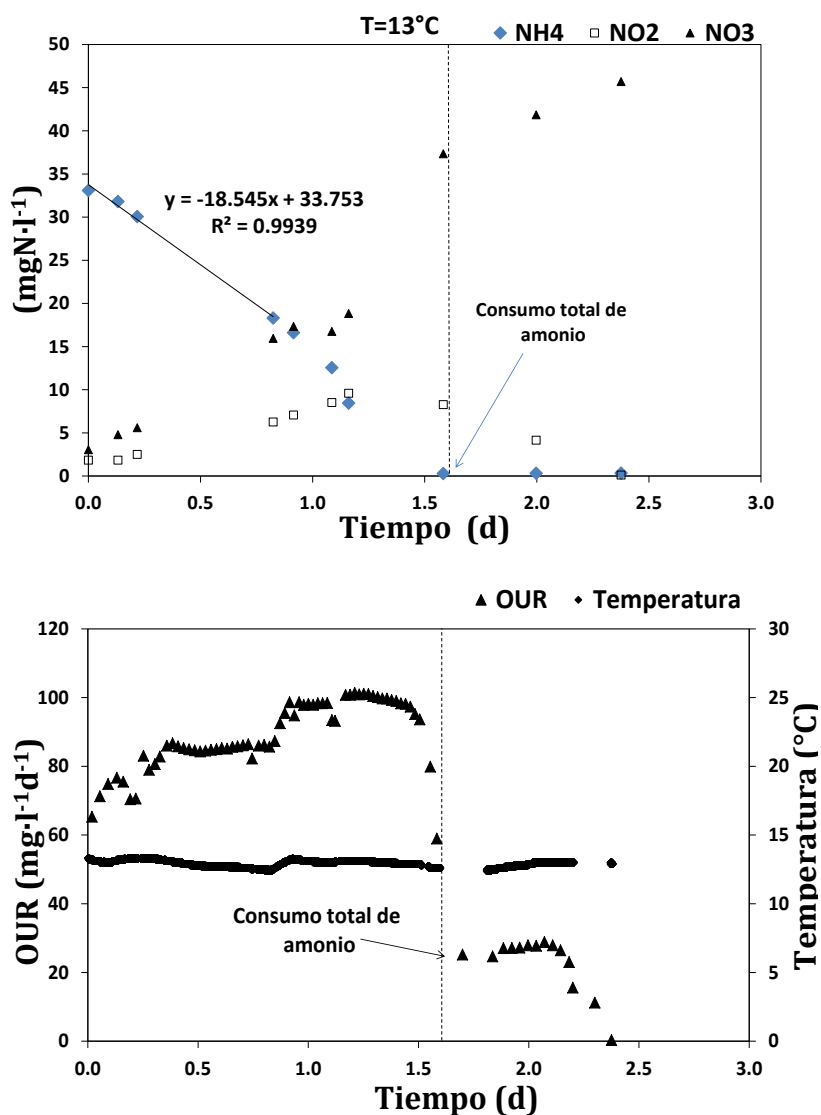 T=13°C
NH4 NO2 NO3
50
45
40
35
30
25
20
15
10
5
0
(mgN·l⁻¹)
y = -18.545x + 33.753
R² = 0.9939
Consumo total de
amonio
0.0 0.5 1.0 1.5 2.0 2.5 3.0
Tiempo (d)
OUR Temperatura
120
100
80
60
40
20
0
OUR (mg·l⁻¹d⁻¹)
Consumo total de
amonio
30
25
20
15
10
5
0
Temperatura (°C)
0.0 0.5 1.0 1.5 2.0 2.5 3.0
Tiempo (d)